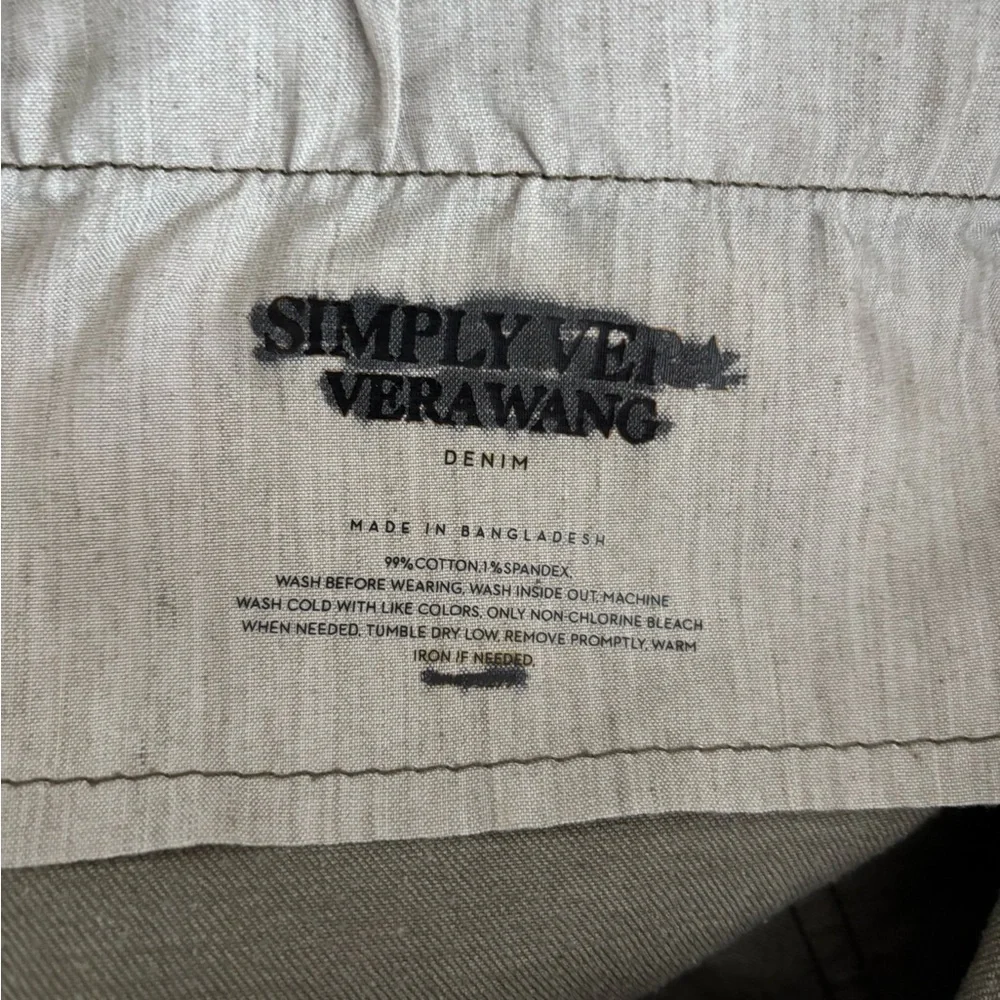 SIMPLY VERA
VERA WANG
DENIM
MADE IN BANGLADESH
99% COTTON, 1% SPANDEX,
WASH BEFORE WEARING, WASH INSIDE OUT, MACHINE
WASH COLD WITH LIKE COLORS, ONLY NON-CHLORINE BLEACH
WHEN NEEDED, TUMBLE DRY LOW, REMOVE PROMPTLY, WARM
IRON IF NEEDED.